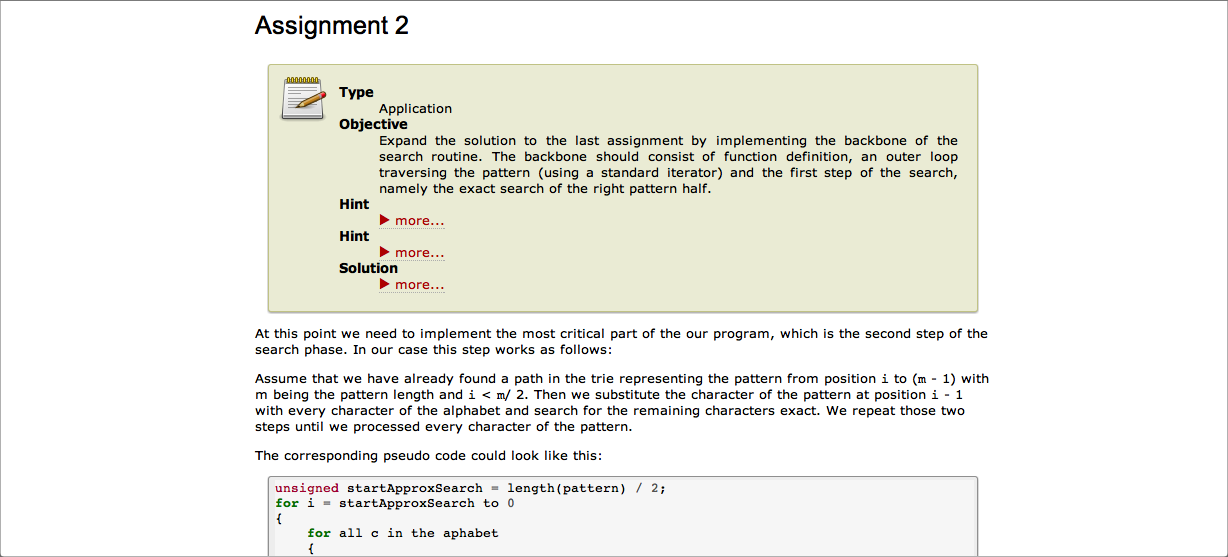 Assignment 2
Type
Application
Objective
Expand the solution to the last assignment by implementing the backbone of the
search routine. The backbone should consist of function definition, an outer loop
traversing the pattern (using a standard iterator) and the first step of the search,
namely the exact search of the right pattern half.
Hint
▶ more...
Hint
▶ more...
Solution
▶ more...
At this point we need to implement the most critical part of the our program, which is the second step of the
search phase. In our case this step works as follows:
Assume that we have already found a path in the trie representing the pattern from position i to (m - 1) with
m being the pattern length and i < m/ 2. Then we substitute the character of the pattern at position i - 1
with every character of the alphabet and search for the remaining characters exact. We repeat those two
steps until we processed every character of the pattern.
The corresponding pseudo code could look like this:
unsigned startApproxSearch = length(pattern) / 2;
for i = startApproxSearch to 0
{
for all c in the aphabet
{